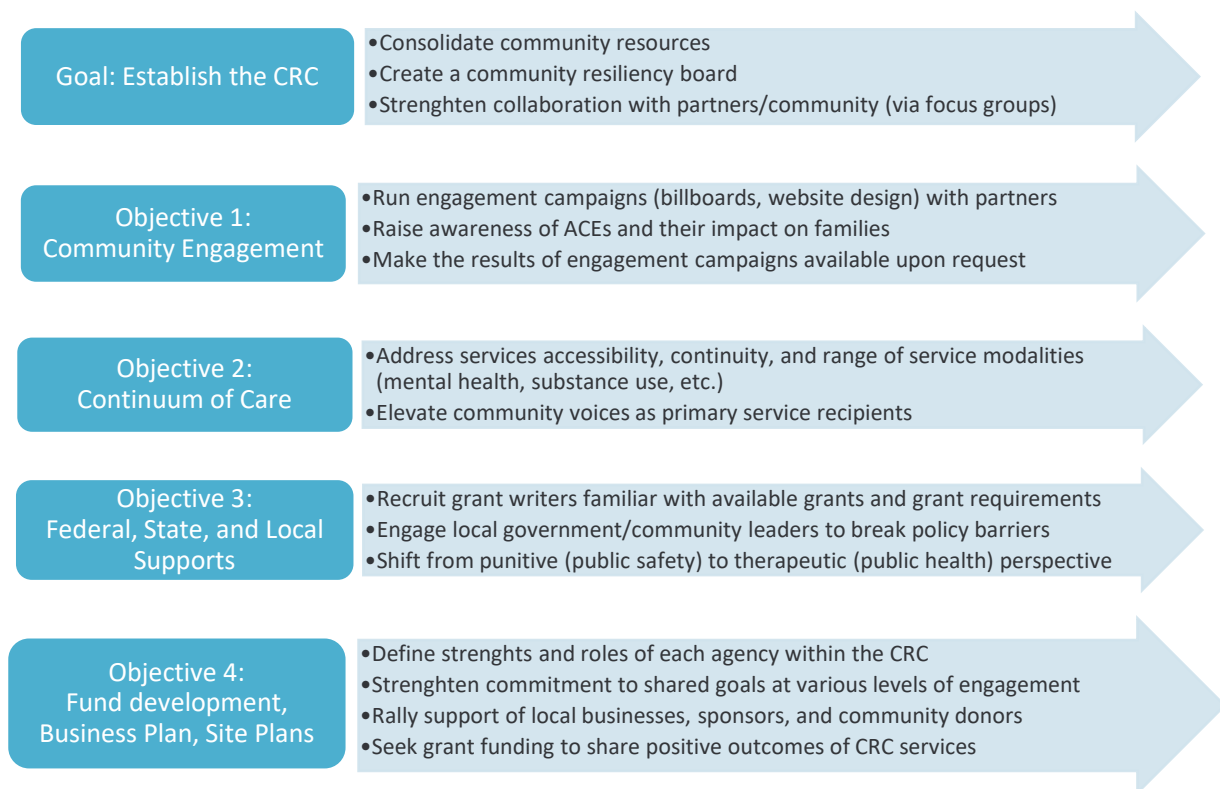 Goal: Establish the CRC
•Consolidate community resources
•Create a community resiliency board
•Strenghten collaboration with partners/community (via focus groups)
Objective 1:
Community Engagement
•Run engagement campaigns (billboards, website design) with partners
•Raise awareness of ACEs and their impact on families
•Make the results of engagement campaigns available upon request
Objective 2:
Continuum of Care
•Address services accessibility, continuity, and range of service modalities
(mental health, substance use, etc.)
•Elevate community voices as primary service recipients
Objective 3:
Federal, State, and Local
Supports
•Recruit grant writers familiar with available grants and grant requirements
•Engage local government/community leaders to break policy barriers
•Shift from punitive (public safety) to therapeutic (public health) perspective
Objective 4:
Fund development,
Business Plan, Site Plans
•Define strenghts and roles of each agency within the CRC
•Strenghten commitment to shared goals at various levels of engagement
•Rally support of local businesses, sponsors, and community donors
•Seek grant funding to share positive outcomes of CRC services